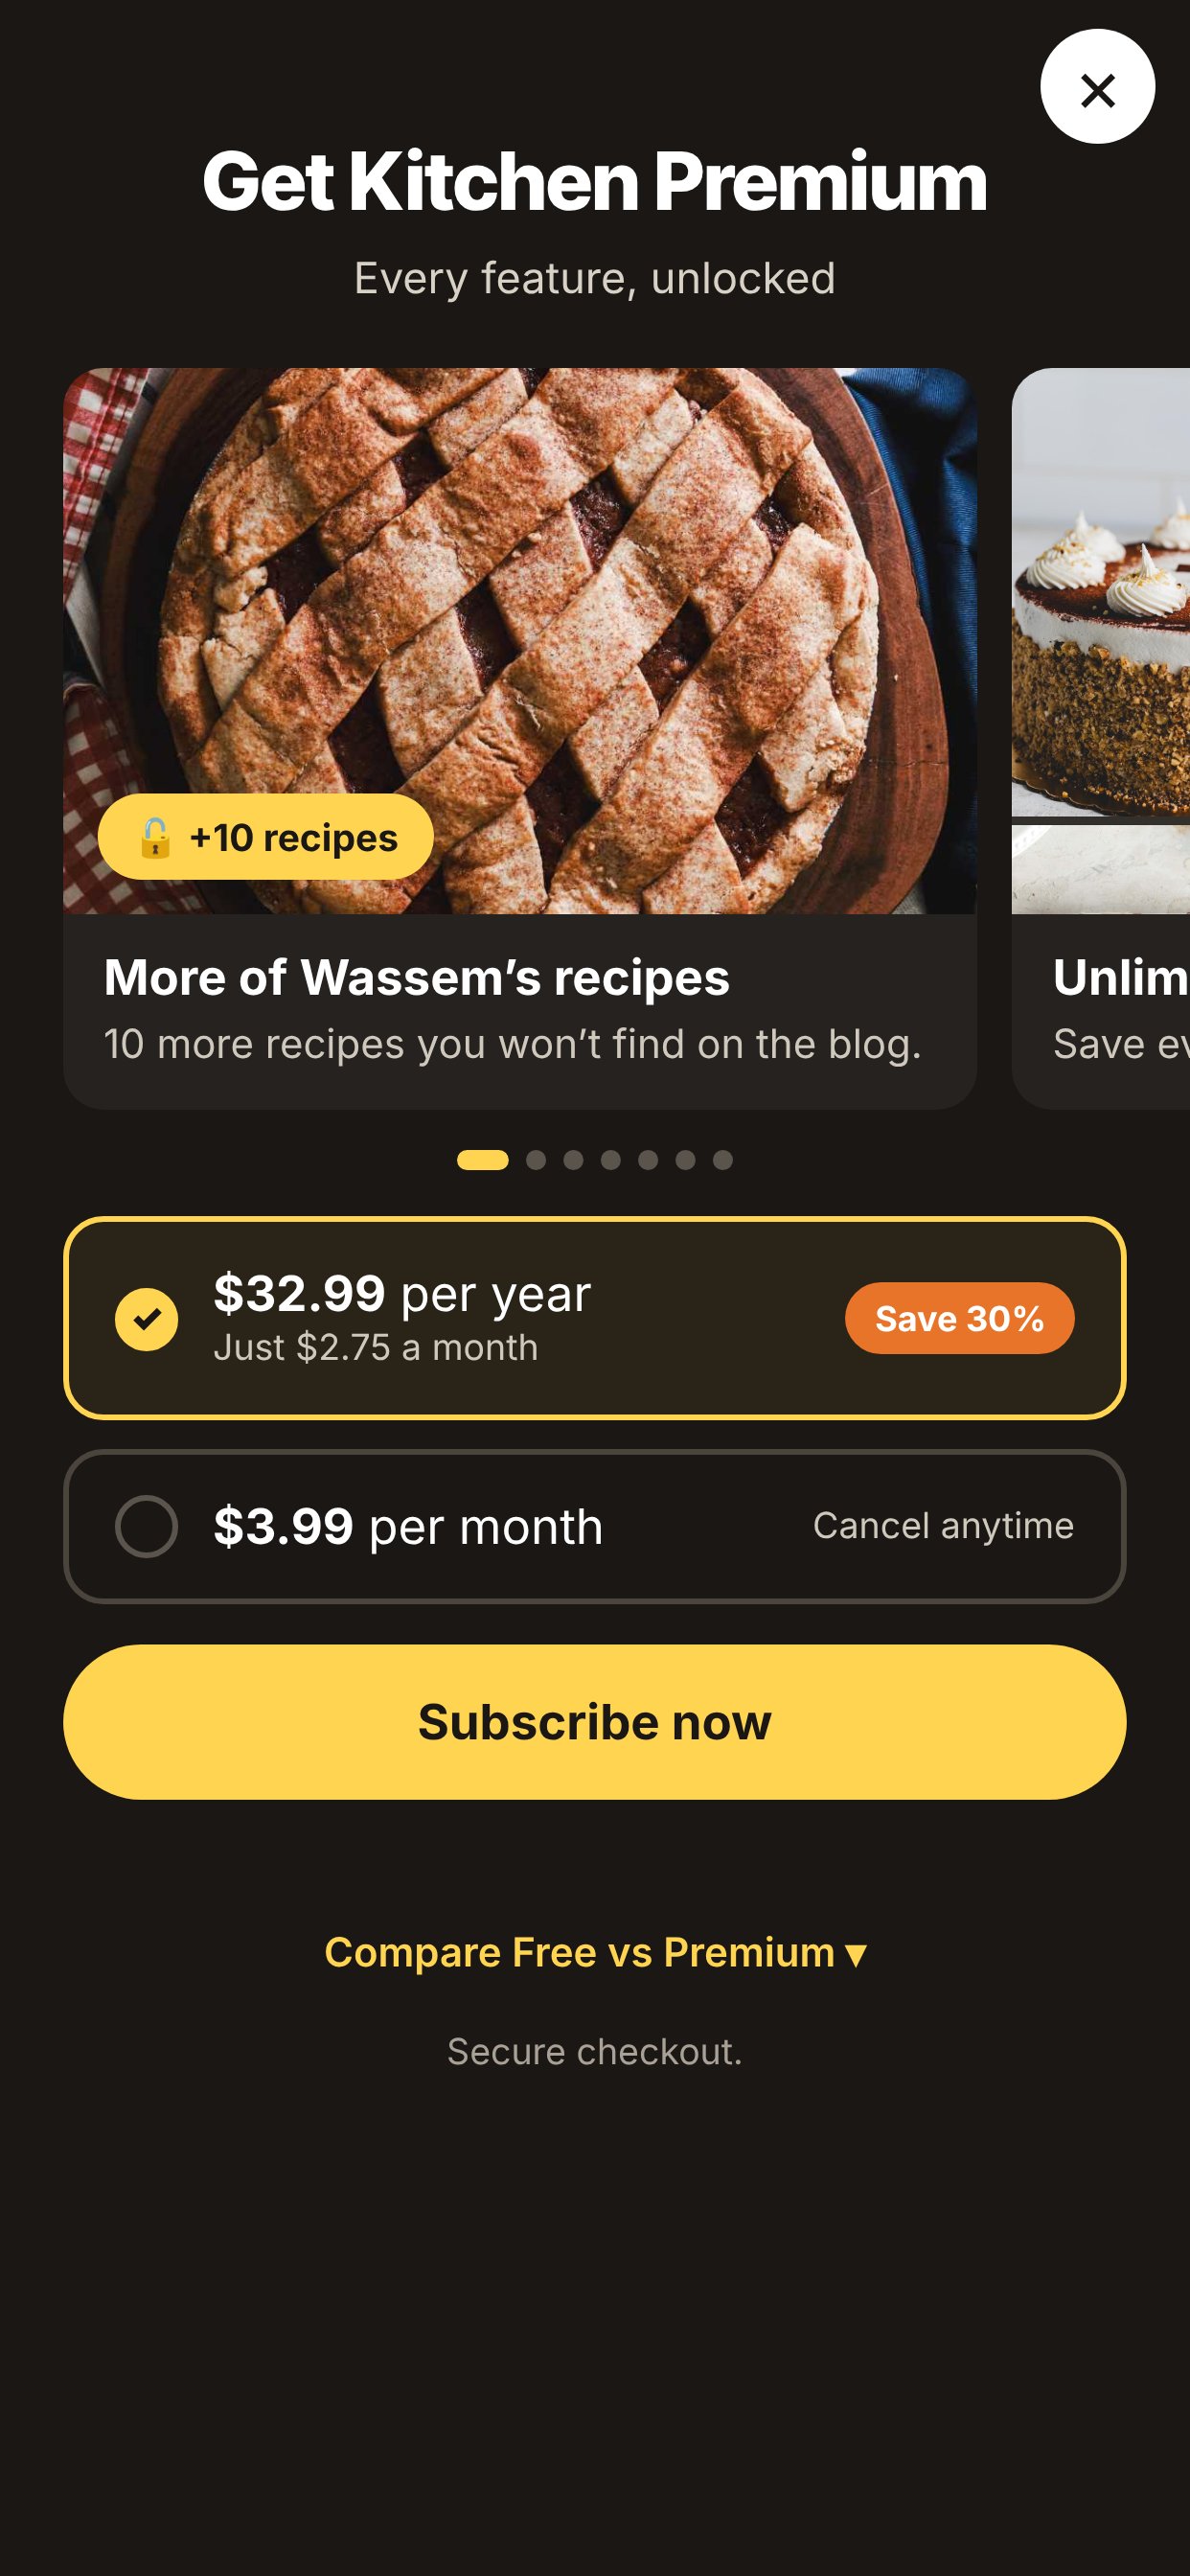 Get Kitchen Premium
Every feature, unlocked
🔓 +10 recipes
More of Wassem’s recipes
10 more recipes you won’t find on the blog.
Unlim
Save ev
$32.99 per year
Just $2.75 a month
Save 30%
$3.99 per month
Cancel anytime
Subscribe now
Compare Free vs Premium ▾
Secure checkout.